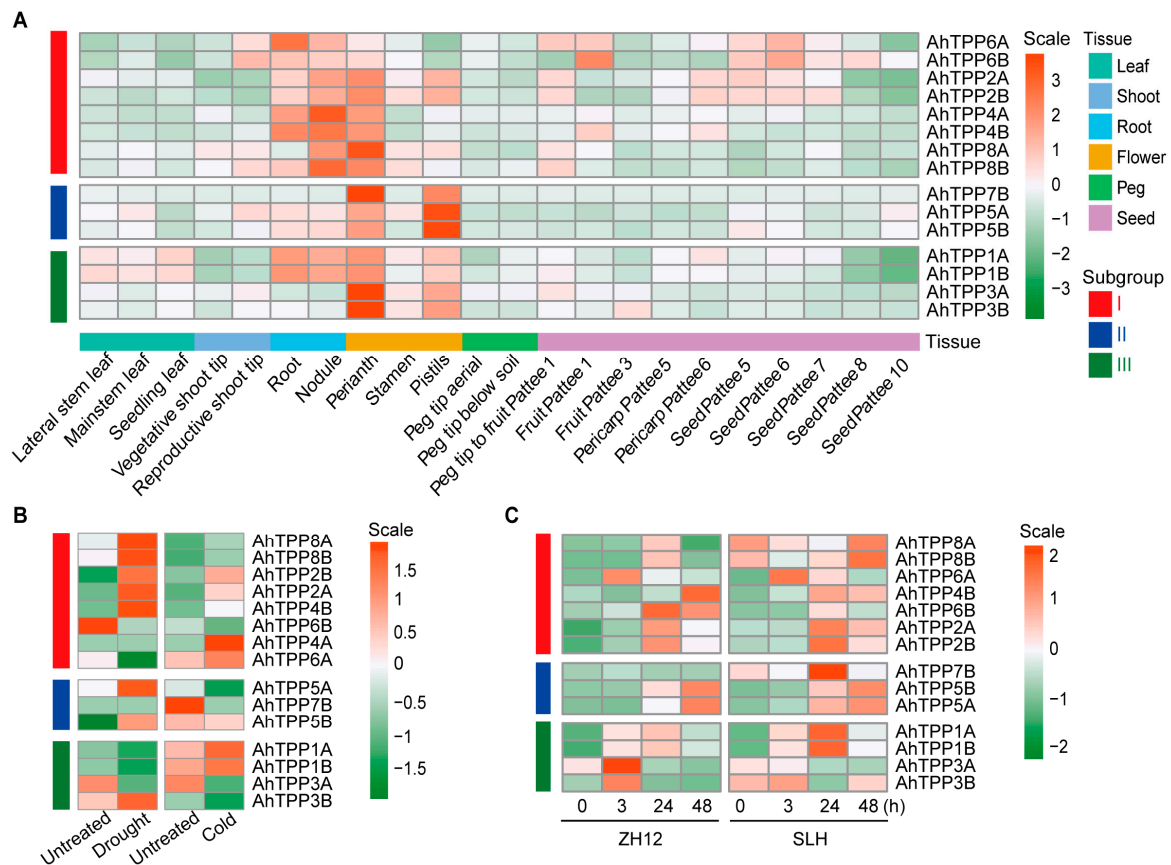 A
AhTPP6A
AhTPP6B
AhTPP2A
AhTPP2B
AhTPP4A
AhTPP4B
AhTPP8A
AhTPP8B
AhTPP7B
AhTPP5A
AhTPP5B
AhTPP1A
AhTPP1B
AhTPP3A
AhTPP3B
Tissue
Lateral stem leaf
Mainstem leaf
Seedling leaf
Vegetative shoot tip
Reproductive shoot tip
Root
Nodule
Perianth
Stamen
Pistils
Peg tip aerial
Peg tip below soil
Peg tip to fruit Pattee 1
Fruit Pattee 1
Fruit Pattee 3
Pericarp Pattee 5
Pericarp Pattee 6
Seed Pattee 5
Seed Pattee 6
Seed Pattee 7
Seed Pattee 8
Seed Pattee 10
Scale
3
2
1
0
−1
−2
−3
Tissue
Leaf
Shoot
Root
Flower
Peg
Seed
Subgroup
I
II
III
B
AhTPP8A
AhTPP8B
AhTPP2B
AhTPP2A
AhTPP4B
AhTPP6B
AhTPP4A
AhTPP6A
AhTPP5A
AhTPP7B
AhTPP5B
AhTPP1A
AhTPP1B
AhTPP3A
AhTPP3B
Untreated
Drought
Untreated
Cold
Scale
1.5
1
0.5
0
−0.5
−1
−1.5
C
AhTPP8A
AhTPP8B
AhTPP6A
AhTPP4B
AhTPP6B
AhTPP2A
AhTPP2B
AhTPP7B
AhTPP5B
AhTPP5A
AhTPP1A
AhTPP1B
AhTPP3A
AhTPP3B
0 3 24 48 0 3 24 48 (h)
ZH12 SLH
Scale
2
1
0
−1
−2